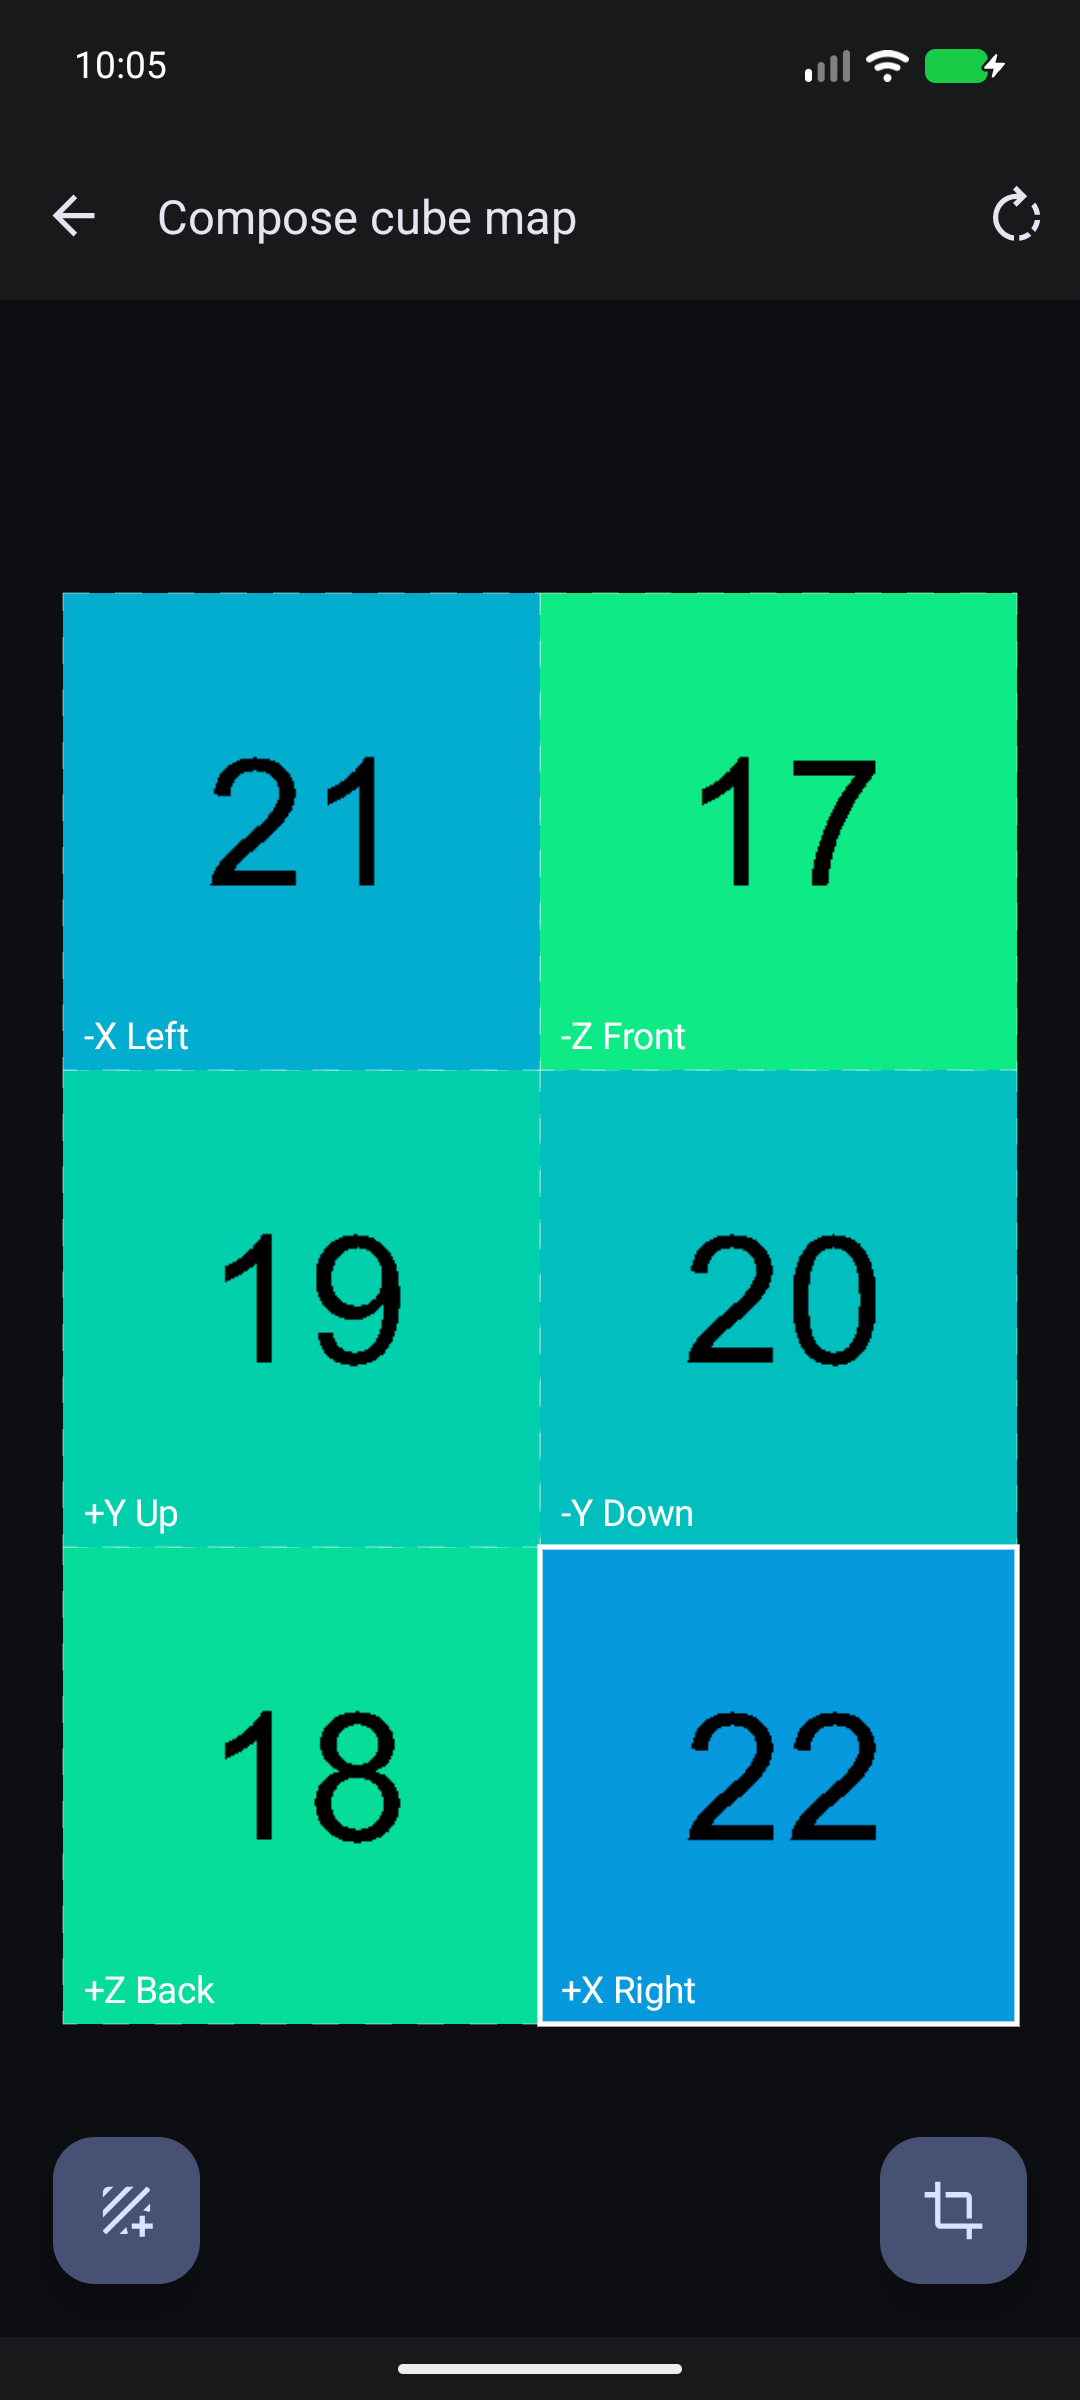 10:05
Compose cube map
21
17
-X Left
-Z Front
19
20
+Y Up
-Y Down
18
22
+Z Back
+X Right